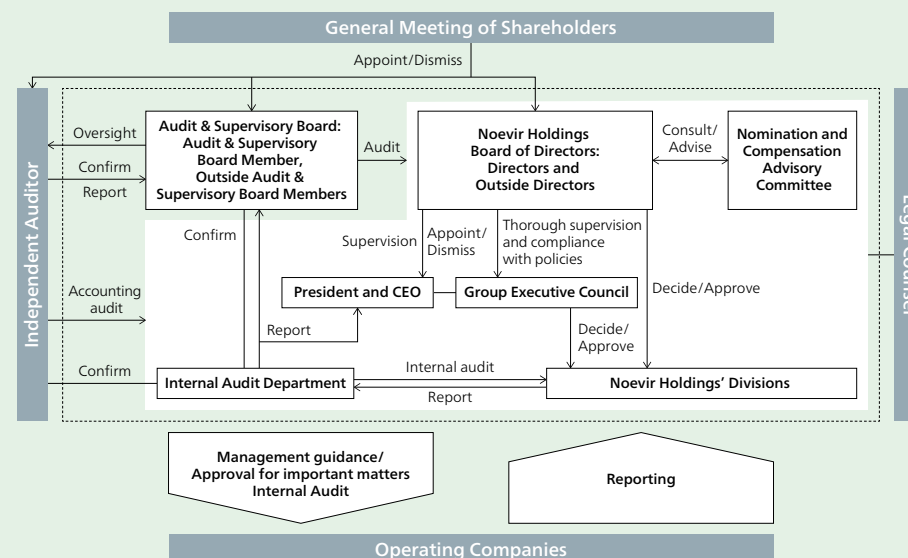 General Meeting of Shareholders
Appoint/Dismiss
Independent Auditor
Oversight
Confirm
Report
Audit & Supervisory Board:
Audit & Supervisory
Board Member,
Outside Audit &
Supervisory Board Members
Audit
Noevir Holdings
Board of Directors:
Directors and
Outside Directors
Consult/
Advise
Nomination and
Compensation
Advisory
Committee
Confirm
Supervision
Appoint/
Dismiss
Thorough supervision
and compliance
with policies
Decide/Approve
Accounting
audit
President and CEO
Group Executive Council
Report
Decide/
Approve
Confirm
Internal Audit Department
Internal audit
Report
Noevir Holdings’ Divisions
Management guidance/
Approval for important matters
Internal Audit
Reporting
Operating Companies